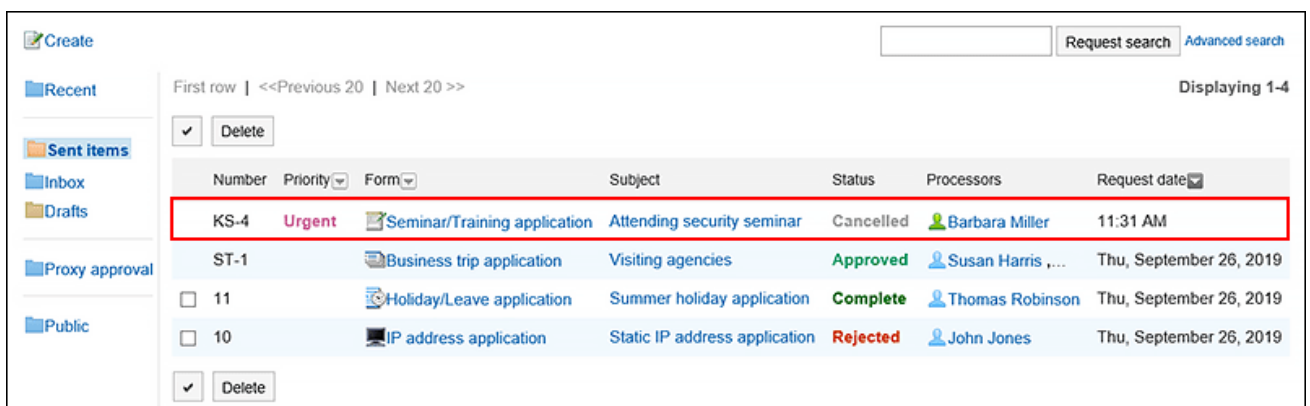 Create
Request search Advanced search
Recent
First row | <<Previous 20 | Next 20 >>
Displaying 1-4
Delete
Sent items
Inbox
Drafts
Proxy approval
Public
Number Priority Form Subject Status Processors Request date
KS-4 Urgent Seminar/Training application Attending security seminar Cancelled Barbara Miller 11:31 AM
ST-1 Business trip application Visiting agencies Approved Susan Harris ,... Thu, September 26, 2019
11 Holiday/Leave application Summer holiday application Complete Thomas Robinson Thu, September 26, 2019
10 IP address application Static IP address application Rejected John Jones Thu, September 26, 2019
Delete